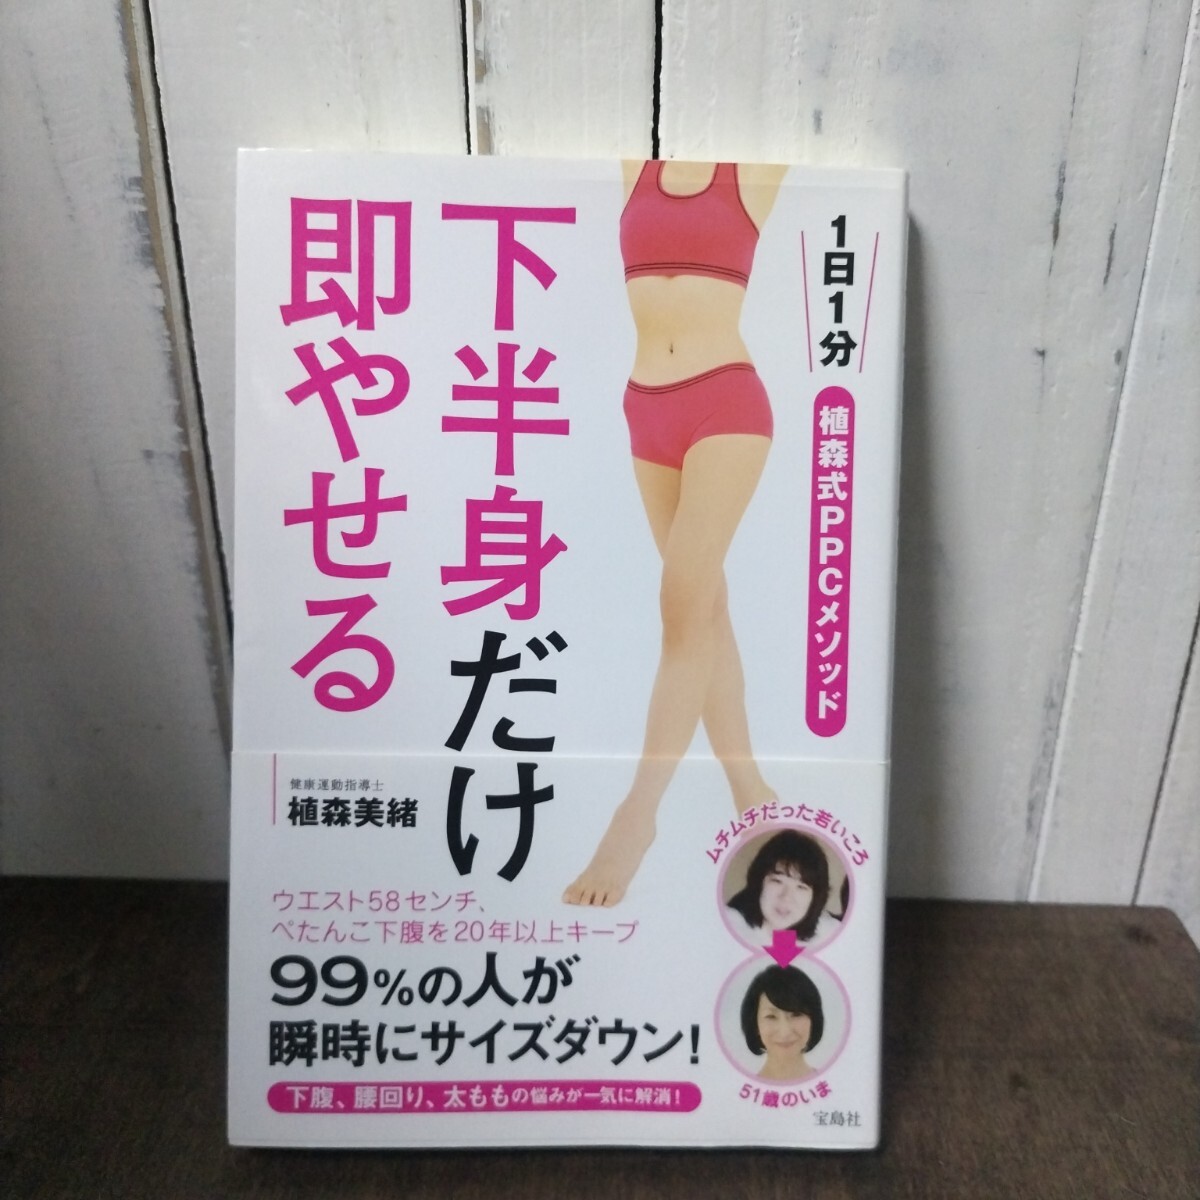 1日1分
植森式PPCメソッド
下半身だけ
即やせる
健康運動指導士
植森美緒
ウエスト58センチ、
ぺたんこ下腹を20年以上キープ
99%の人が
瞬時にサイズダウン!
下腹、腰回り、太ももの悩みが一気に解消!
ムチムチだった若いころ
51歳のいま
宝島社